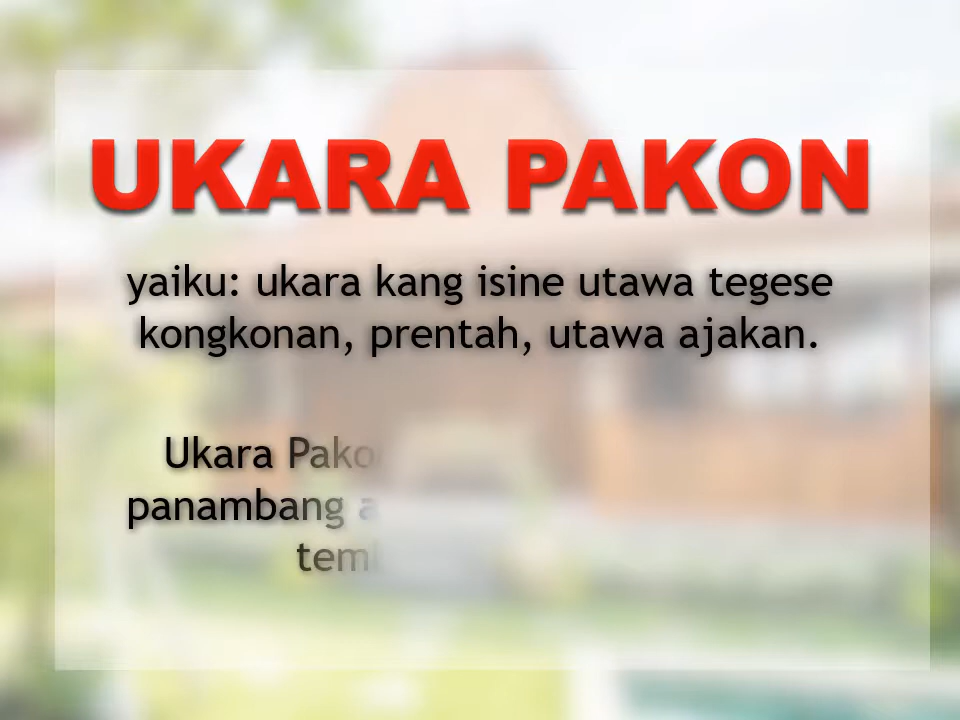 UKARA PAKON
yaiku: ukara kang isine utawa tegese
kongkonan, prentah, utawa ajakan.
Ukara
panambang